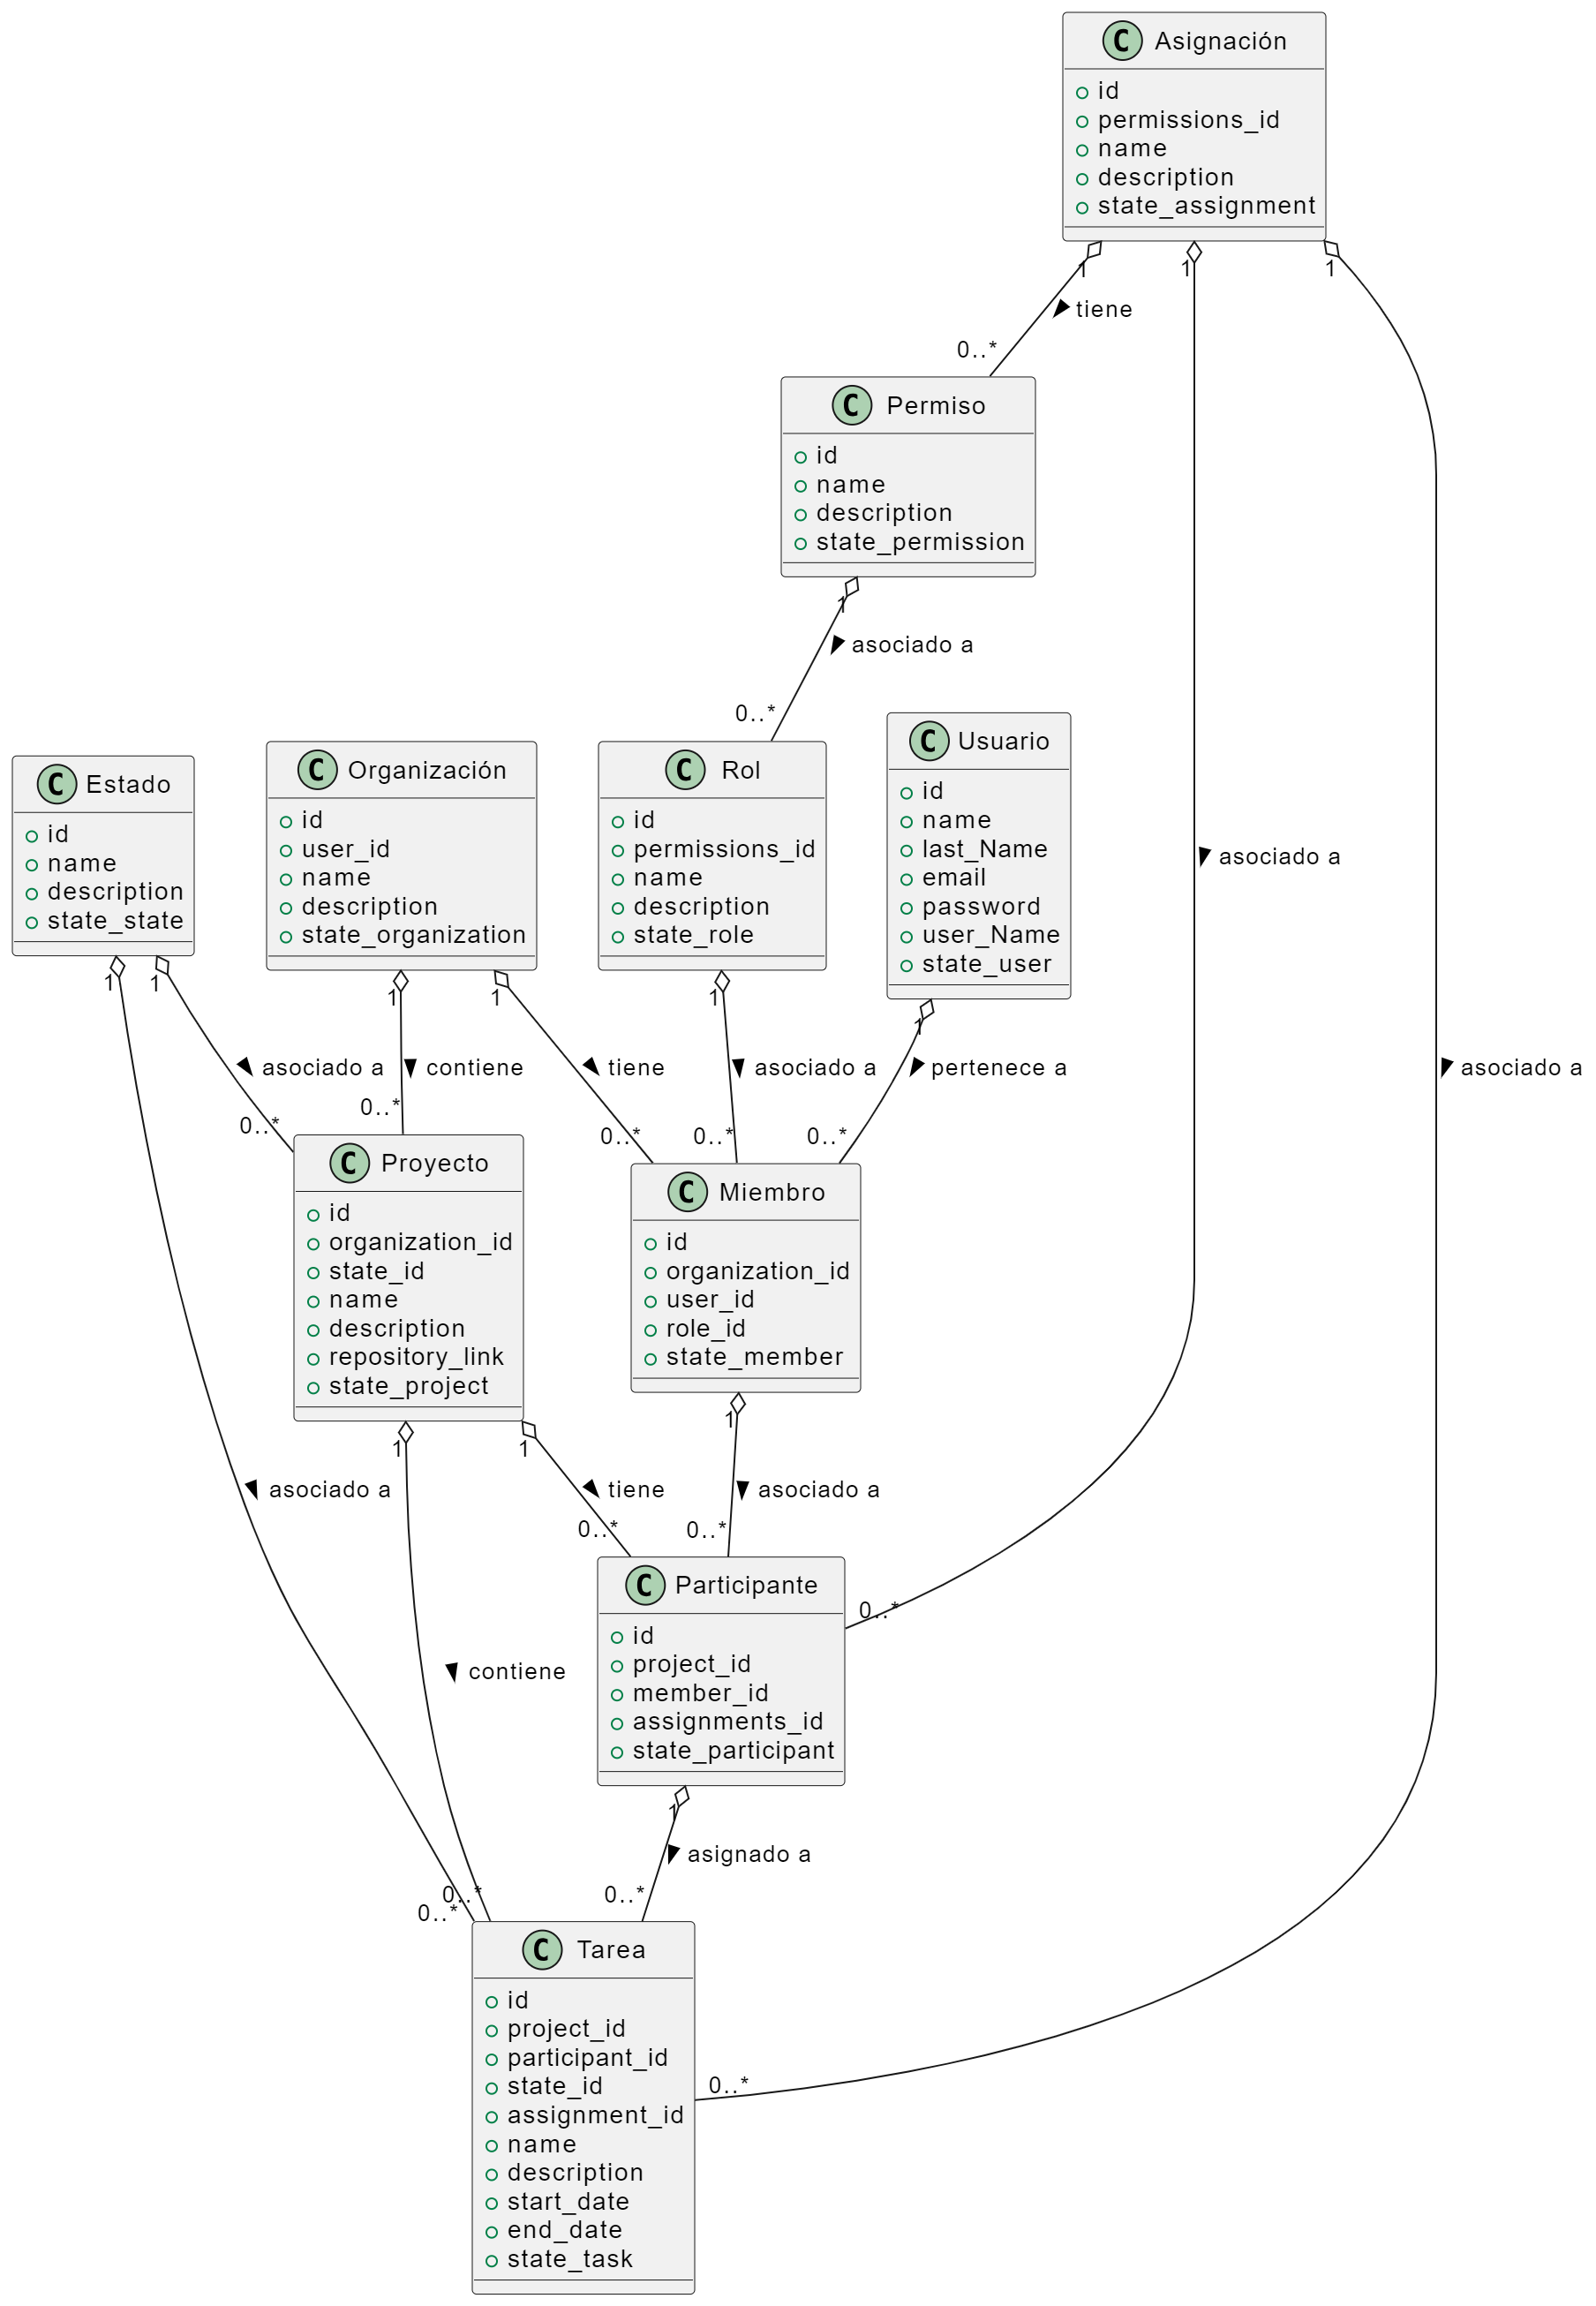 C Asignación
id
permissions_id
name
description
state_assignment
1
1
1
tiene
0..*
C Permiso
id
name
description
state_permission
1
asociado a
0..*
C Estado
id
name
description
state_state
1
1
C Organización
id
user_id
name
description
state_organization
1
1
C Rol
id
permissions_id
name
description
state_role
1
C Usuario
id
name
last_Name
email
password
user_Name
state_user
1
asociado a
asociado a
contiene
tiene
asociado a
pertenece a
asociado a
0..*
0..*
0..*
0..*
0..*
C Proyecto
id
organization_id
state_id
name
description
repository_link
state_project
1
1
C Miembro
id
organization_id
user_id
role_id
state_member
1
asociado a
tiene
asociado a
0..*
0..*
0..*
C Participante
id
project_id
member_id
assignments_id
state_participant
1
contiene
asignado a
0..*
0..*
0..*
C Tarea
id
project_id
participant_id
state_id
assignment_id
name
description
start_date
end_date
state_task
0..*